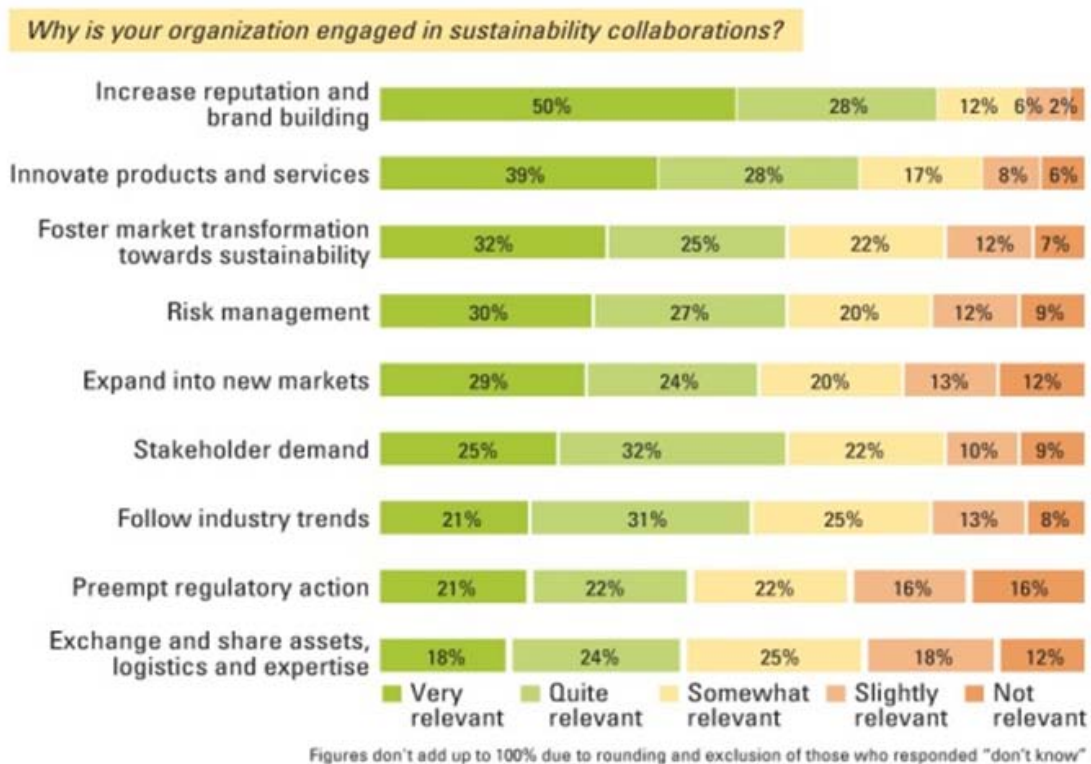 Why is your organization engaged in sustainability collaborations?
Increase reputation and
brand building
50% 28% 12% 6% 2%
Innovate products and services
39% 28% 17% 8% 6%
Foster market transformation
towards sustainability
32% 25% 22% 12% 7%
Risk management
30% 27% 20% 12% 9%
Expand into new markets
29% 24% 20% 13% 12%
Stakeholder demand
25% 32% 22% 10% 9%
Follow industry trends
21% 31% 25% 13% 8%
Preempt regulatory action
21% 22% 22% 16% 16%
Exchange and share assets,
logistics and expertise
18% 24% 25% 18% 12%
Very
relevant
Quite
relevant
Somewhat
relevant
Slightly
relevant
Not
relevant
Figures don't add up to 100% due to rounding and exclusion of those who responded "don't know"